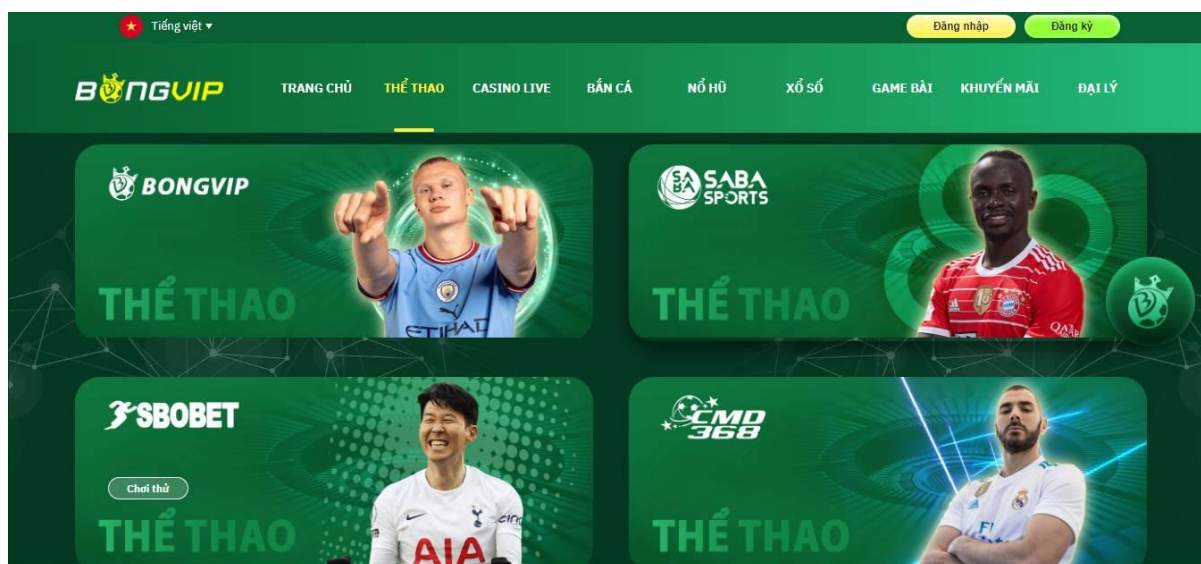 Tiếng việt
Đăng nhập
Đăng ký
BONGVIP
TRANG CHỦ
THỂ THAO
CASINO LIVE
BẮN CÁ
NỔ HŨ
XỔ SỐ
GAME BÀI
KHUYẾN MÃI
ĐẠI LÝ
BONGVIP
THỂ THAO
ETIHAD
SABA
SABA
SPORTS
THỂ THAO
SBOBET
Chơi thử
THỂ THAO
AIA
CMD
368
THỂ THAO